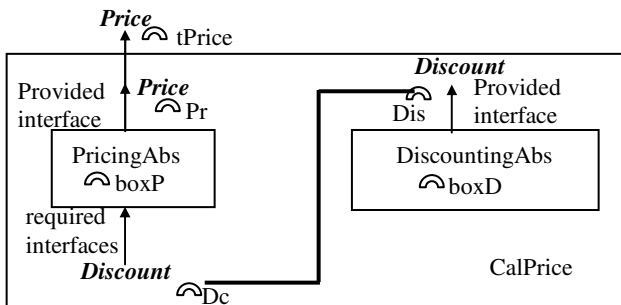 Price
tPrice
Discount
Provided
interface
Price
Pr
Provided
interface
Dis
PricingAbs
boxP
DiscountingAbs
boxD
required
interfaces
Discount
Dc
CalPrice